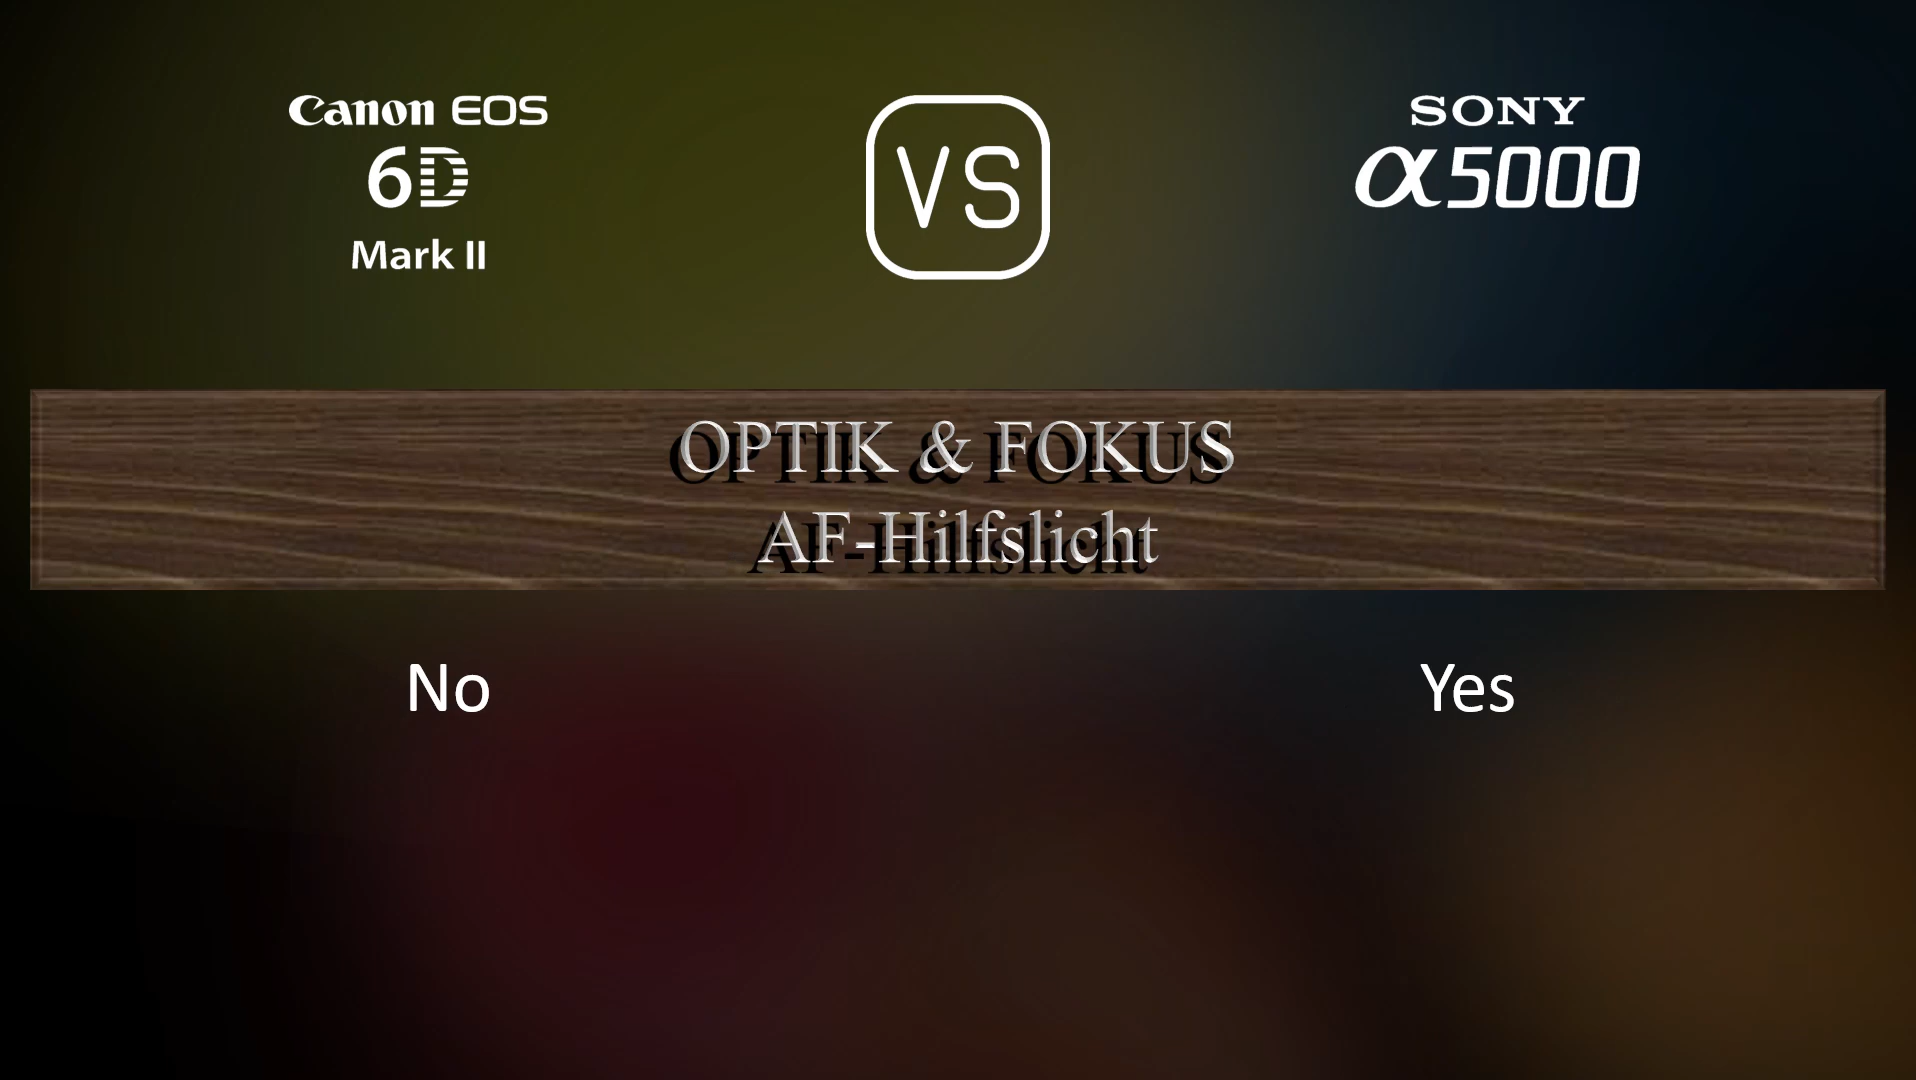 Canon EOS
6D
Mark II
VS
SONY
α5000
OPTIK & FOKUS
AF-Hilfslicht
No
Yes